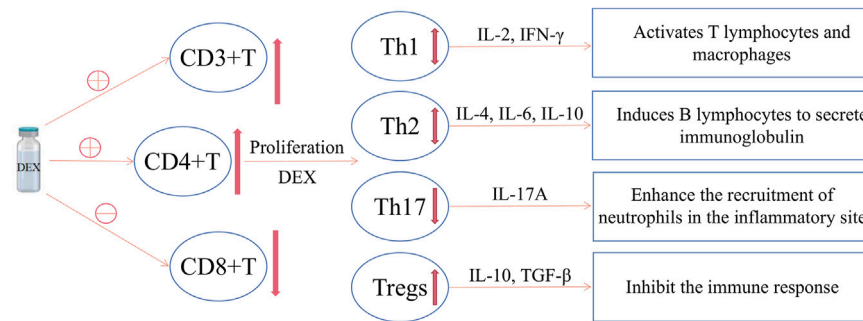 DEX
CD3+T
CD4+T
CD8+T
Proliferation
DEX
Th1
IL-2, IFN-γ
Activates T lymphocytes and
macrophages
Th2
IL-4, IL-6, IL-10
Induces B lymphocytes to secrete
immunoglobulin
Th17
IL-17A
Enhance the recruitment of
neutrophils in the inflammatory site
Tregs
IL-10, TGF-β
Inhibit the immune response